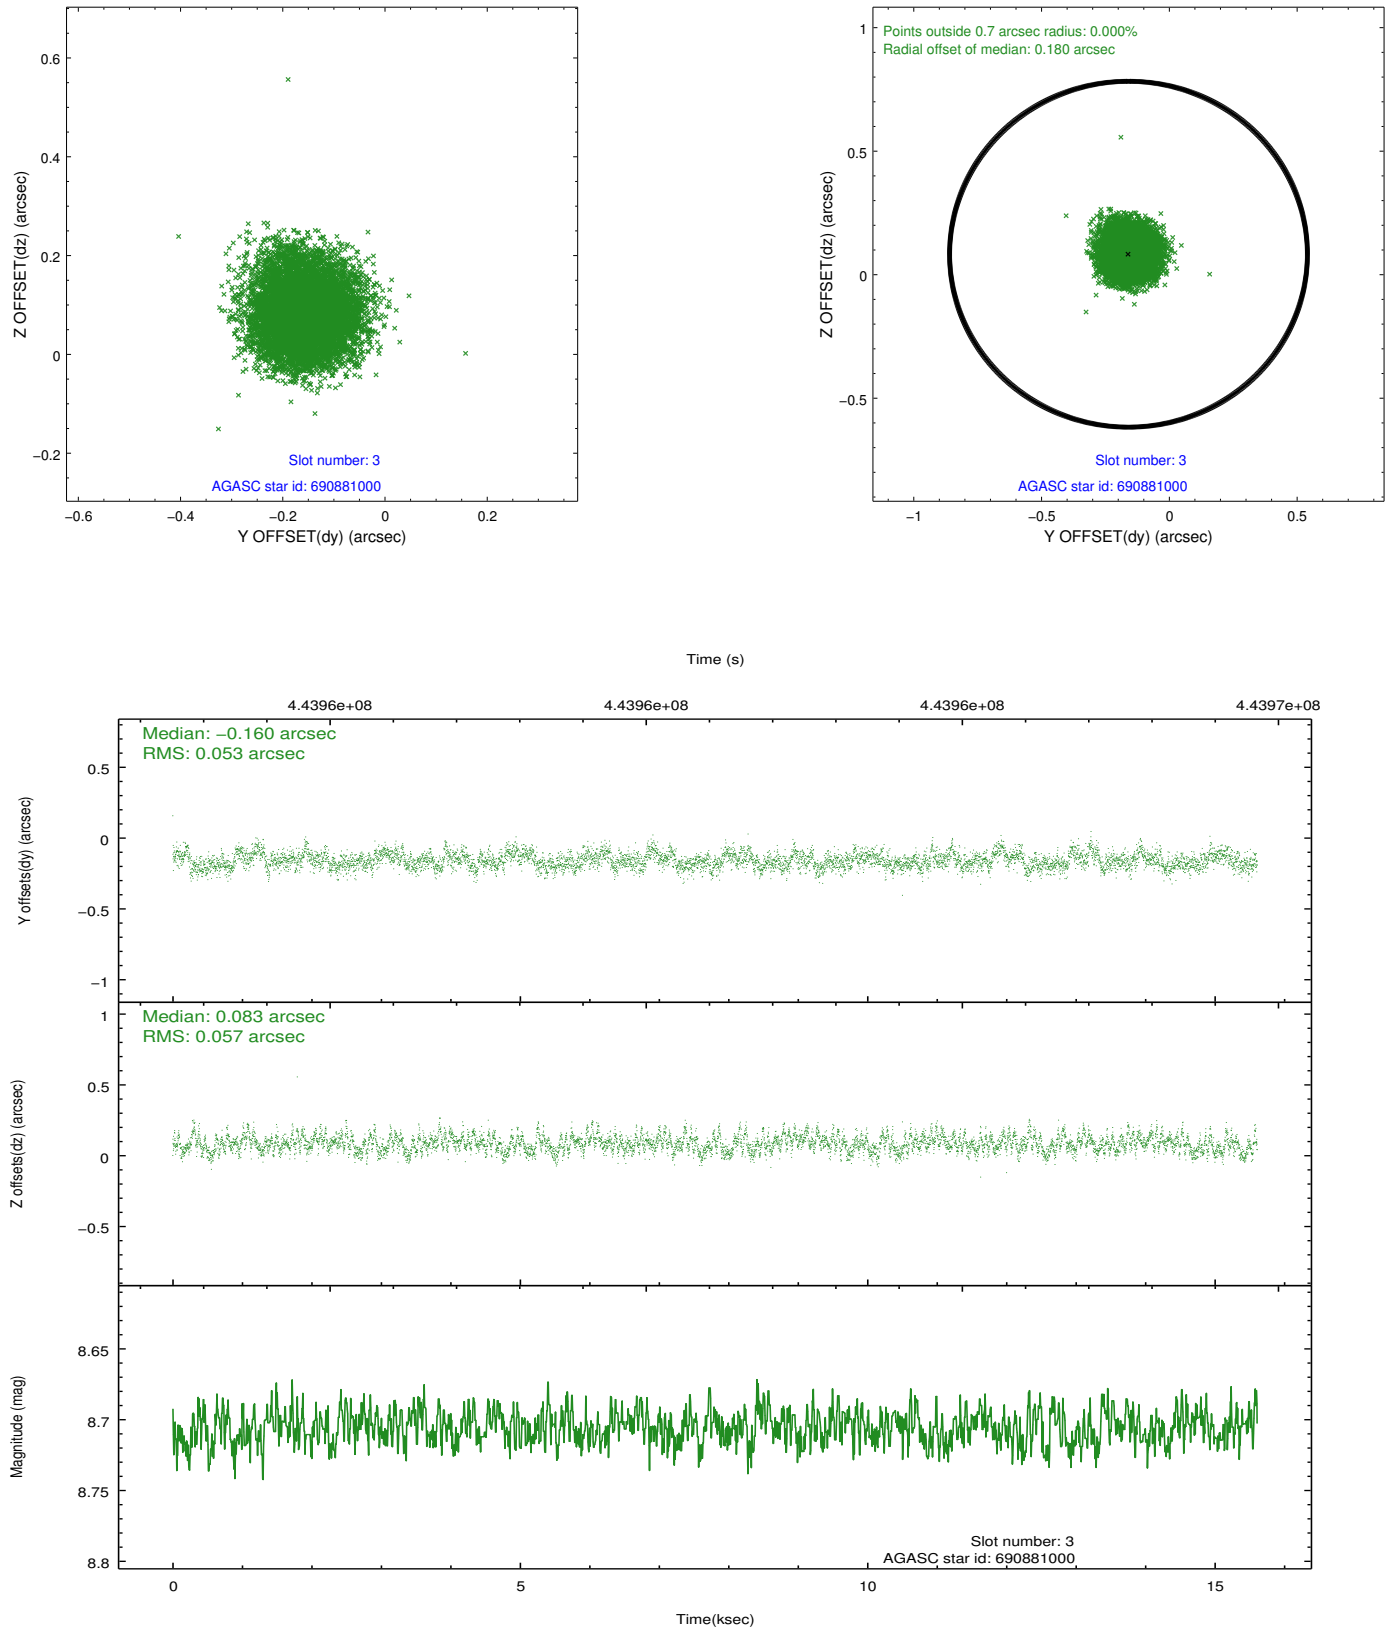 0.6
0.4
0.2
0
−0.2
−0.6
−0.4
−0.2
0
0.2
Z OFFSET(dz) (arcsec)
Y OFFSET(dy) (arcsec)
Slot number: 3
AGASC star id: 690881000
Points outside 0.7 arcsec radius: 0.000%
Radial offset of median: 0.180 arcsec
1
0.5
0
−0.5
−1
−0.5
0
0.5
Z OFFSET(dz) (arcsec)
Y OFFSET(dy) (arcsec)
Slot number: 3
AGASC star id: 690881000
Time (s)
4.4396e+08
4.4396e+08
4.4396e+08
4.4397e+08
Median: −0.160 arcsec
RMS: 0.053 arcsec
0.5
0
−0.5
−1
Y offsets(dy) (arcsec)
Median: 0.083 arcsec
RMS: 0.057 arcsec
1
0.5
0
−0.5
Z offsets(dz) (arcsec)
8.65
8.7
8.75
8.8
Magnitude (mag)
Slot number: 3
AGASC star id: 690881000
0
5
10
15
Time(ksec)